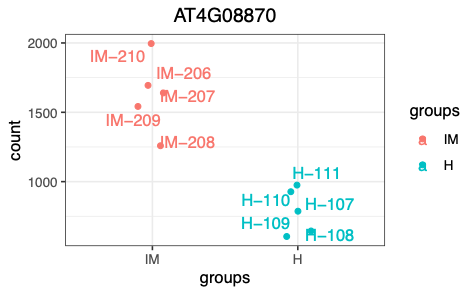 AT4G08870
count
2000
1500
1000
IM−210
IM−206
IM−207
IM−209
IM−208
H−111
H−110
H−107
H−109
H−108
IM
H
groups
groups
a IM
a H